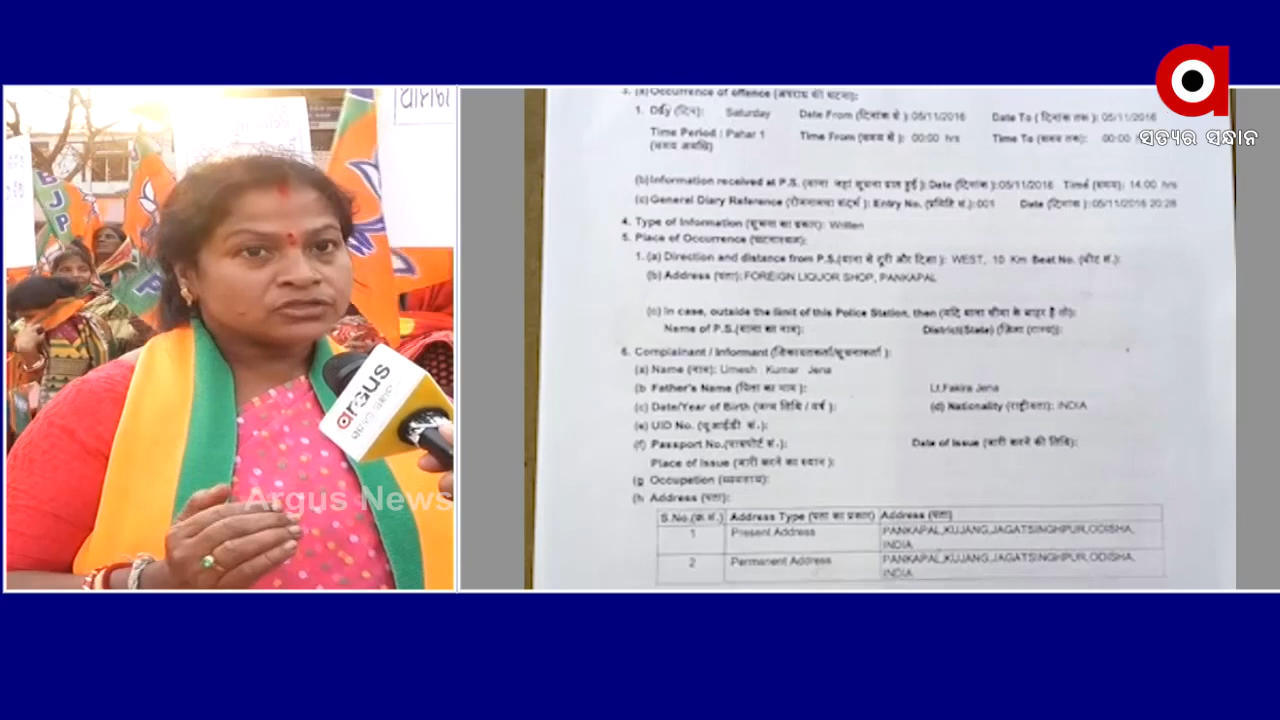 ସତ୍ୟର ସନ୍ଧାନ
BJP
argus
Argus News
3. (a) Occurrence of offence (अपराध की घटना):
1. Day (दिन): Saturday Date From (दिनांक से ): 05/11/2016 Date To ( दिनांक तक ): 05/11/2016
Time Period : Pahar 1 Time From (समय से ): 00:00 hrs Time To (समय तक): 00:00
(समय अवधि)
(b) Information received at P.S. (थाना जहां सूचना प्राप्त हुई ): Date (दिनांक ):05/11/2016 Time (समय): 14:00 hrs
(c) General Diary Reference (रोजनामचा संदर्भ ): Entry No. (प्रविष्टि सं.):001 Date (दिनांक ):05/11/2016 20:28
4. Type of Information (सूचना का प्रकार): Written
5. Place of Occurrence (घटनास्थल):
1. (a) Direction and distance from P.S.(थाना से दूरी और दिशा ): WEST, 10 Km Beat No. (बीट सं.):
(b) Address (पता): FOREIGN LIQUOR SHOP, PANKAPAL
(c) In case, outside the limit of this Police Station, then (यदि थाना सीमा के बाहर है तो):
Name of P.S.(थाना का नाम): District(State) (ज़िला (राज्य)):
6. Complainant / Informant (शिकायतकर्ता/सूचनाकर्ता ):
(a) Name (नाम): Umesh Kumar Jena
(b Father's Name (पिता का नाम ): Lt.Fakira Jena
(c) Date/Year of Birth (जन्म तिथि / वर्ष ): (d) Nationality (राष्ट्रीयता): INDIA
(e) UID No. (यूआईडी सं.):
(f) Passport No.(पासपोर्ट सं.): Date of Issue (जारी करने की तिथि):
Place of Issue (जारी करने का स्थान ):
(g Occupation (व्यवसाय):
(h Address (पता):
S.No.(क्र.सं.) Address Type (पता का प्रकार) Address (पता)
1 Present Address PANKAPAL,KUJANG,JAGATSINGHPUR,ODISHA,
INDIA
2 Permanent Address PANKAPAL,KUJANG,JAGATSINGHPUR,ODISHA,
INDIA